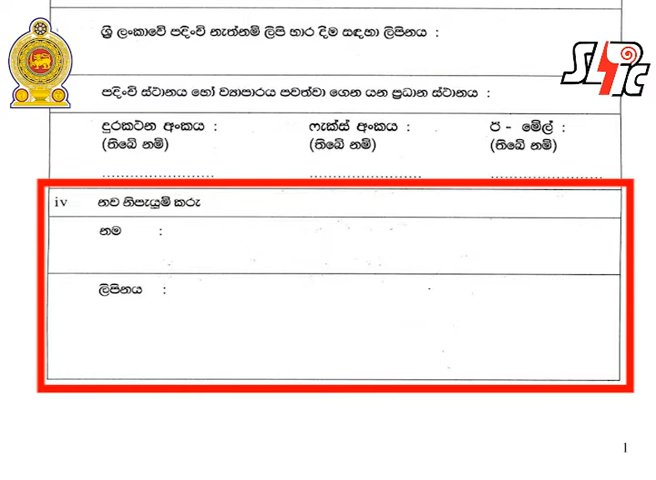 ශ්‍රි ලංකාවේ පදිංචි නැත්නම් ලිපි භාර දීම සඳහා ලිපිනය :
SLPic
පදිංචි ස්ථානය හෝ ව්‍යාපාරය පවත්වා ගෙන යන ප්‍රධාන ස්ථානය :
දුරකථන අංකය : ෆැක්ස් අංකය : ඊ - මේල් :
(තිබේ නම්) (තිබේ නම්) (තිබේ නම්)
iv නව නිපැයුම් කරු
නම :
ලිපිනය :
1